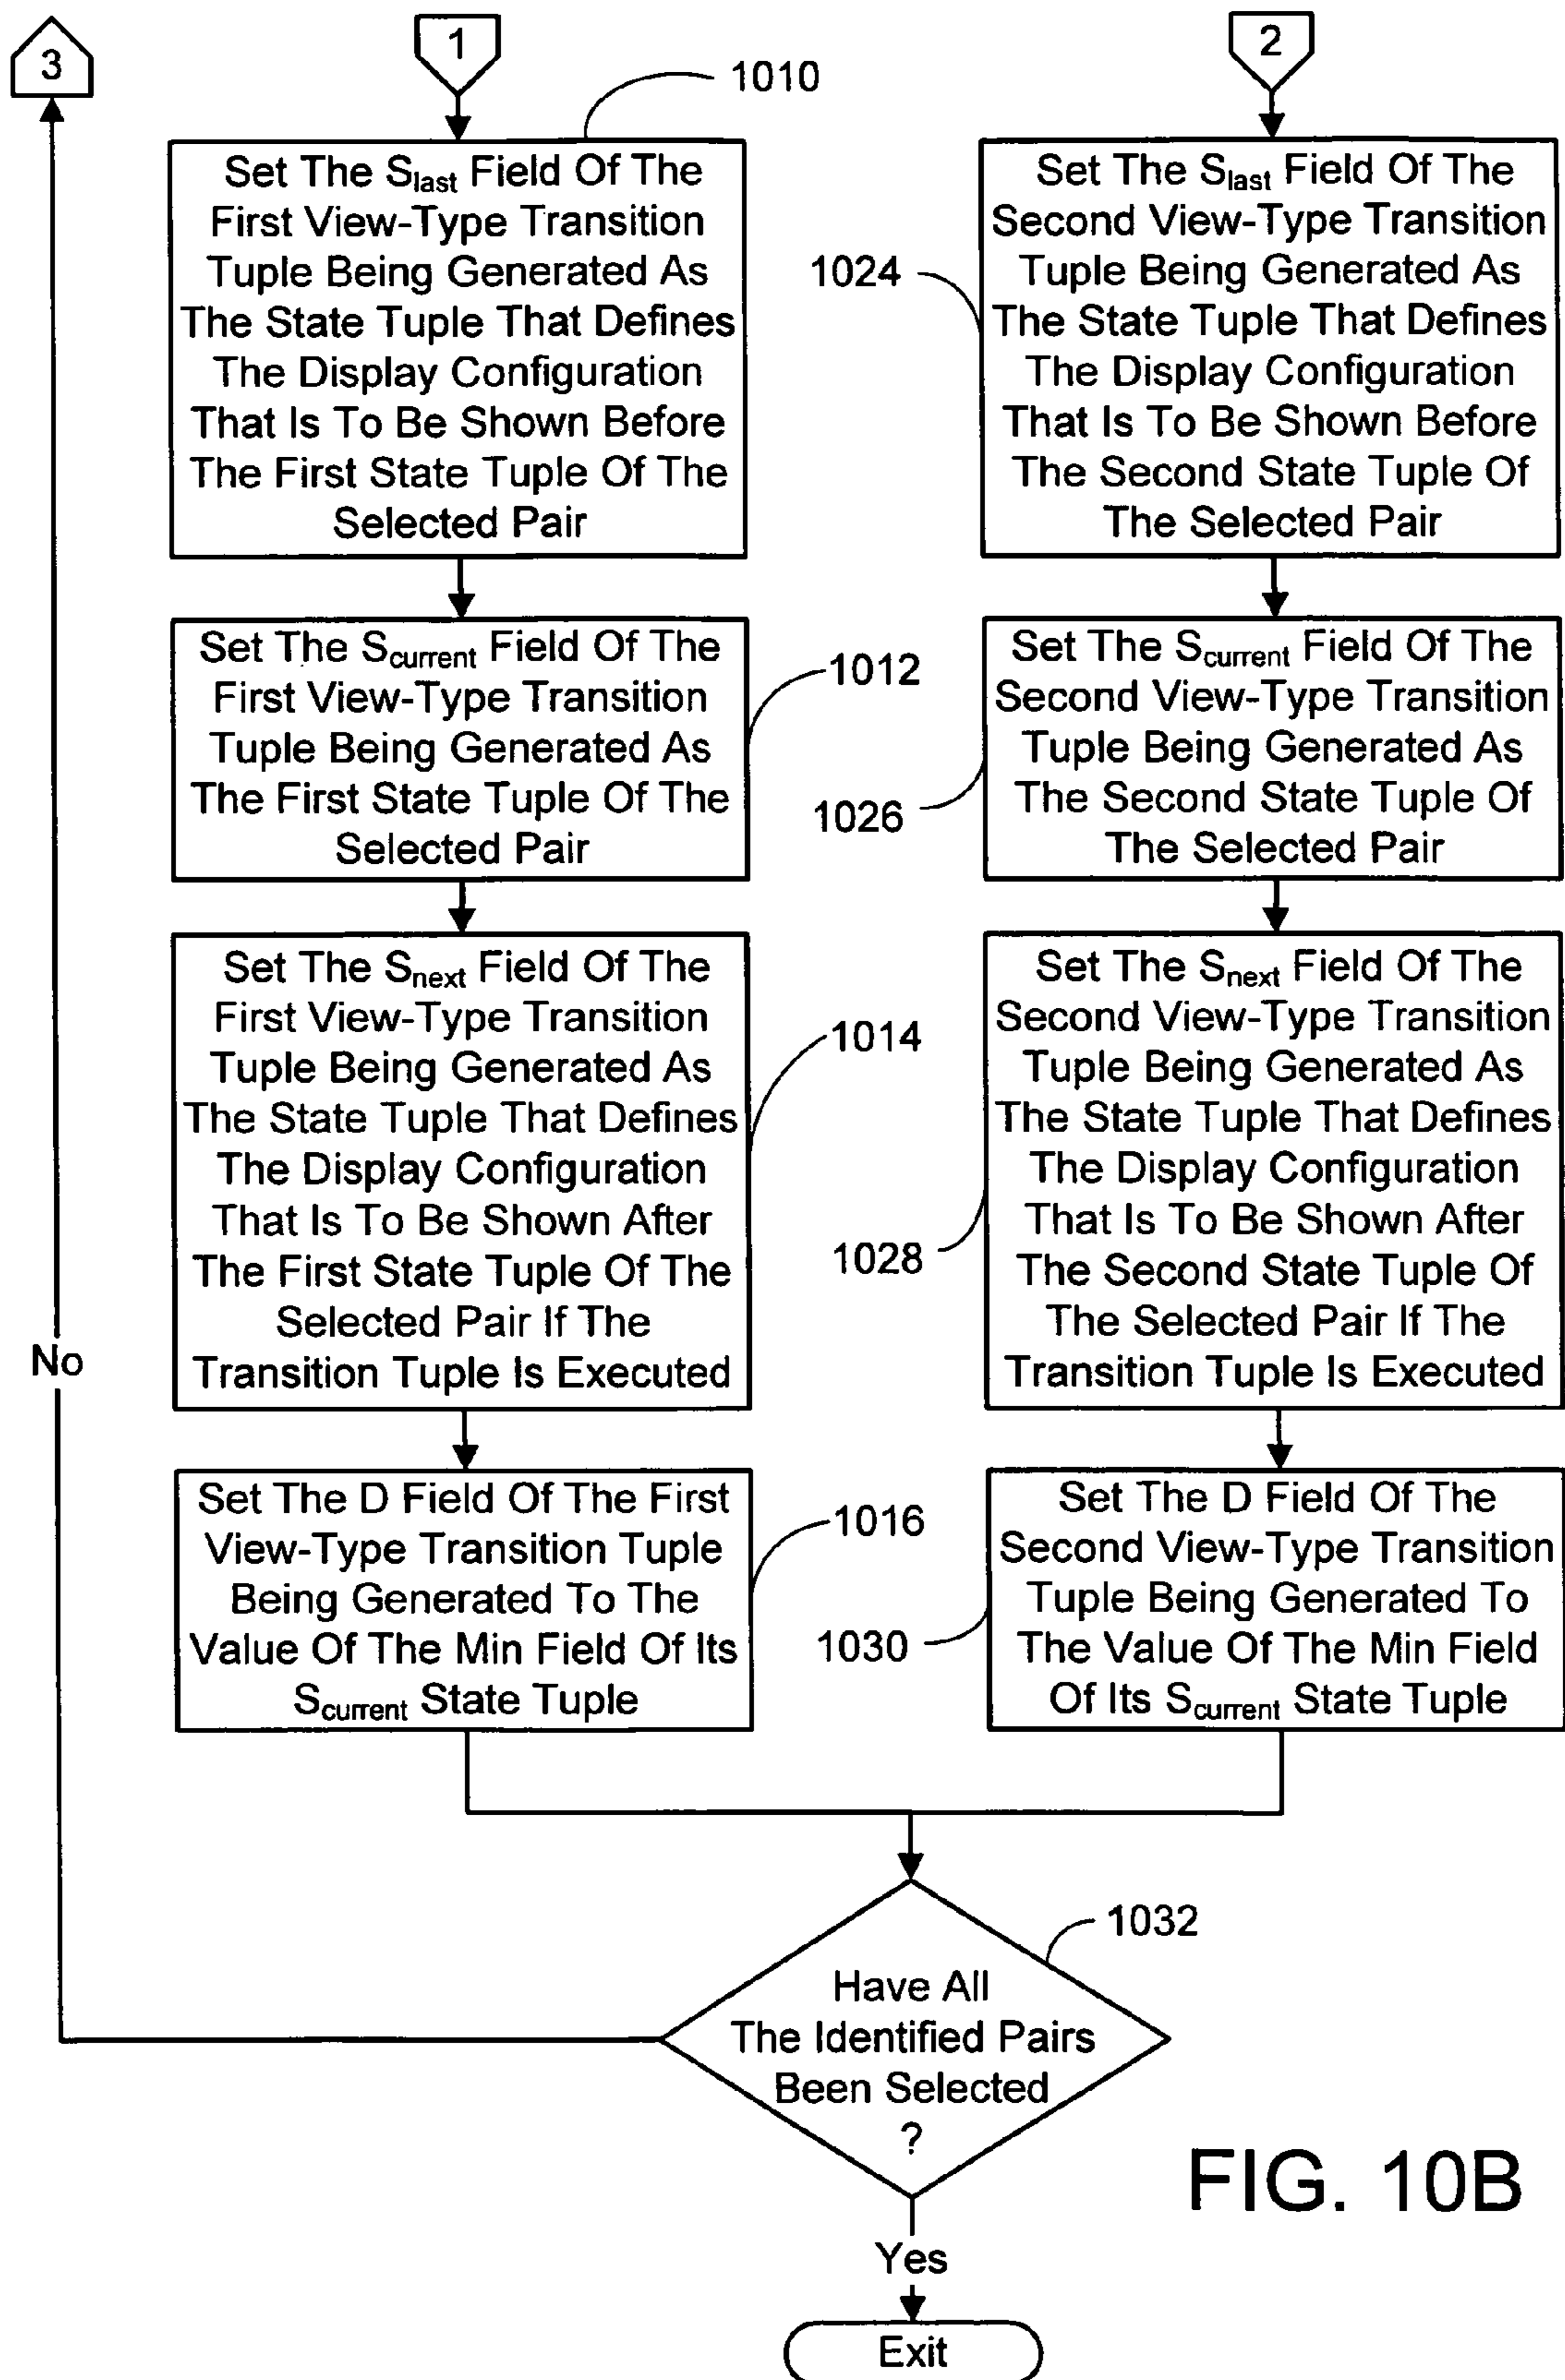 3
1
1010
Set The Slast Field Of The
First View-Type Transition
Tuple Being Generated As
The State Tuple That Defines
The Display Configuration
That Is To Be Shown Before
The First State Tuple Of The
Selected Pair
Set The Scurrent Field Of The
First View-Type Transition
Tuple Being Generated As
The First State Tuple Of The
Selected Pair
1012
Set The Snext Field Of The
First View-Type Transition
Tuple Being Generated As
The State Tuple That Defines
The Display Configuration
That Is To Be Shown After
The First State Tuple Of The
Selected Pair If The
Transition Tuple Is Executed
1014
Set The D Field Of The First
View-Type Transition Tuple
Being Generated To The
Value Of The Min Field Of Its
Scurrent State Tuple
1016
2
1024
Set The Slast Field Of The
Second View-Type Transition
Tuple Being Generated As
The State Tuple That Defines
The Display Configuration
That Is To Be Shown Before
The Second State Tuple Of
The Selected Pair
1026
Set The Scurrent Field Of The
Second View-Type Transition
Tuple Being Generated As
The Second State Tuple Of
The Selected Pair
1028
Set The Snext Field Of The
Second View-Type Transition
Tuple Being Generated As
The State Tuple That Defines
The Display Configuration
That Is To Be Shown After
The Second State Tuple Of
The Selected Pair If The
Transition Tuple Is Executed
1030
Set The D Field Of The
Second View-Type Transition
Tuple Being Generated To
The Value Of The Min Field
Of Its Scurrent State Tuple
No
1032
Have All
The Identified Pairs
Been Selected
?
Yes
Exit
FIG. 10B